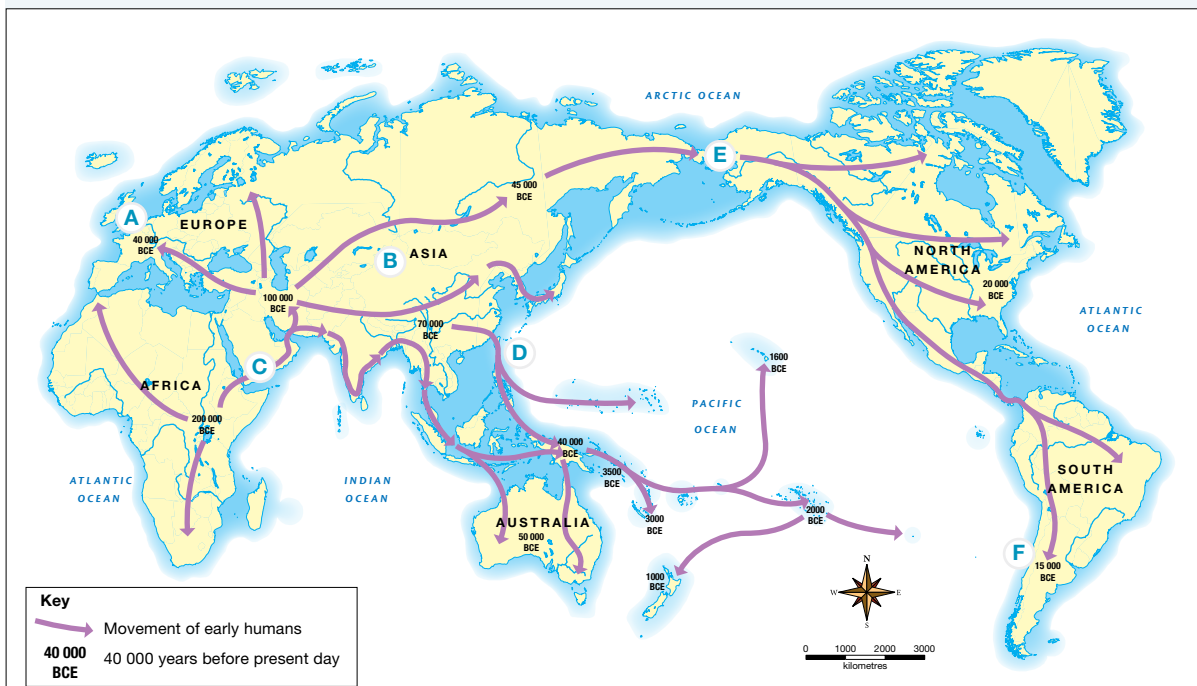 ARCTIC OCEAN
E
45 000
BCE
A
EUROPE
40 000
BCE
B
ASIA
NORTH
AMERICA
20 000
BCE
100 000
BCE
70 000
BCE
ATLANTIC
OCEAN
C
D
1600
BCE
AFRICA
PACIFIC
OCEAN
200 000
BCE
40 000
BCE
3500
BCE
ATLANTIC
OCEAN
INDIAN
OCEAN
SOUTH
AMERICA
AUSTRALIA
50 000
BCE
3000
BCE
2000
BCE
F
15 000
BCE
1000
BCE
N
W
E
S
Key
Movement of early humans
40 000
BCE
40 000 years before present day
0 1000 2000 3000
kilometres